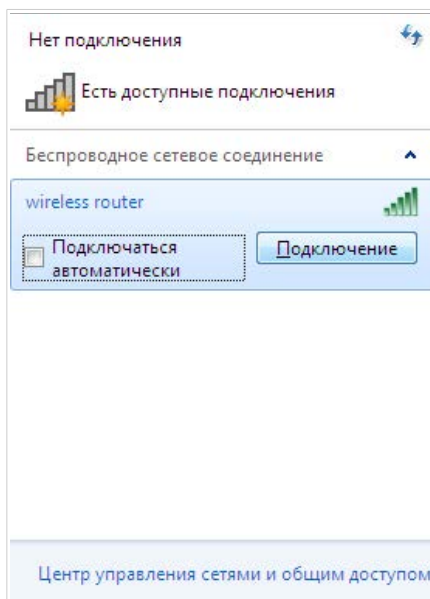 Нет подключения
Есть доступные подключения
Беспроводное сетевое соединение
wireless router
Подключаться
автоматически
Подключение
Центр управления сетями и общим доступом